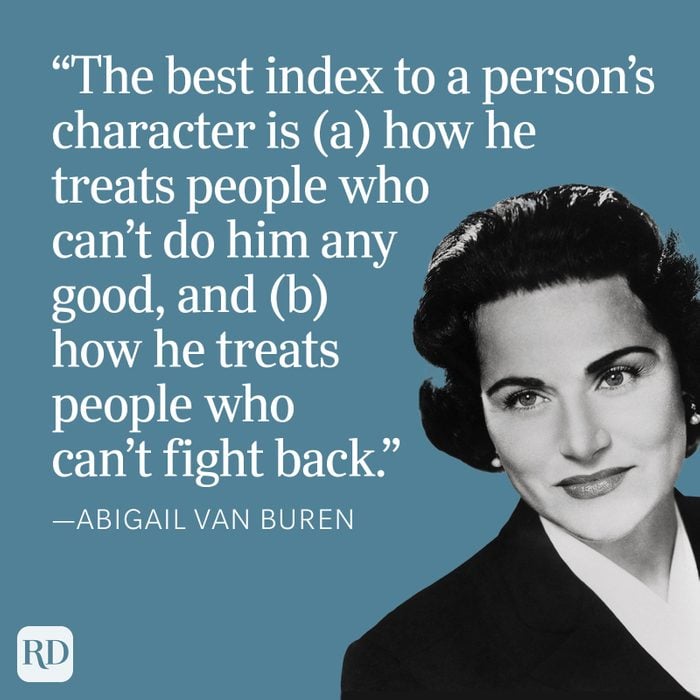 “The best index to a person’s
character is (a) how he
treats people who
can’t do him any
good, and (b)
how he treats
people who
can’t fight back.”
—ABIGAIL VAN BUREN
RD